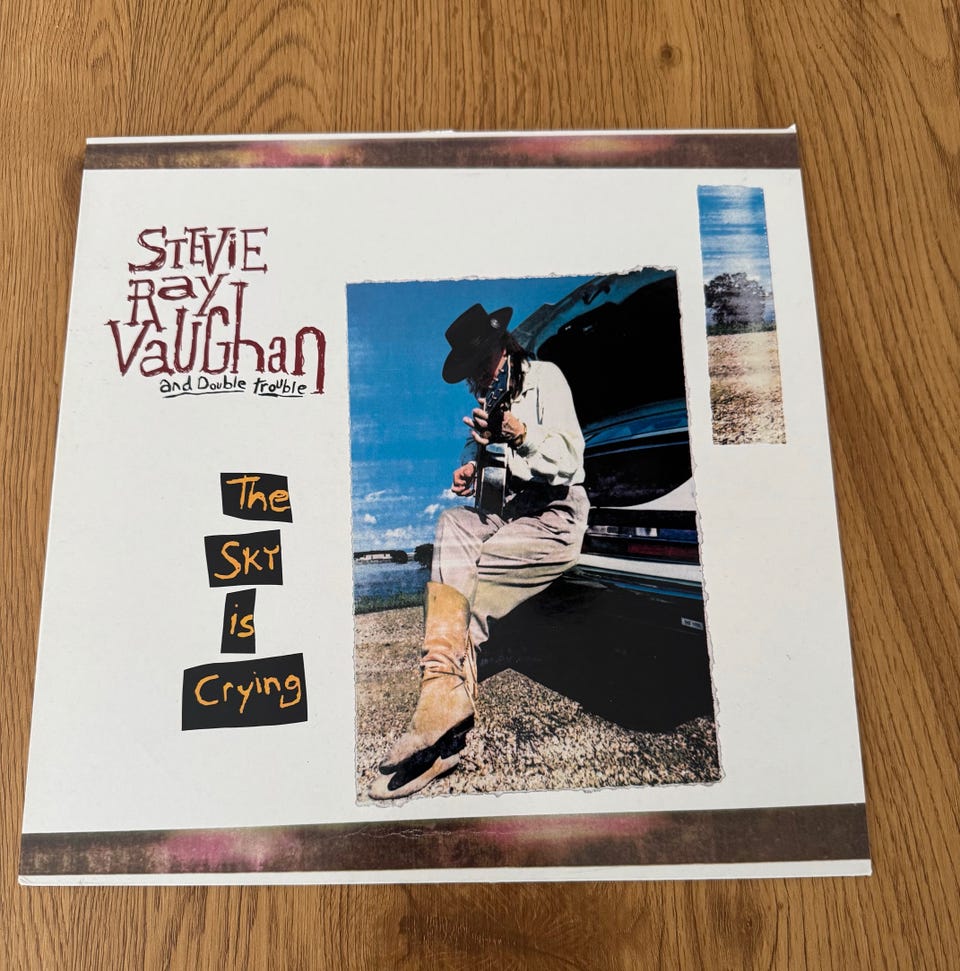 STEVIE
Ray
VaUGhan
and Double trouble
The
SKY
is
Crying